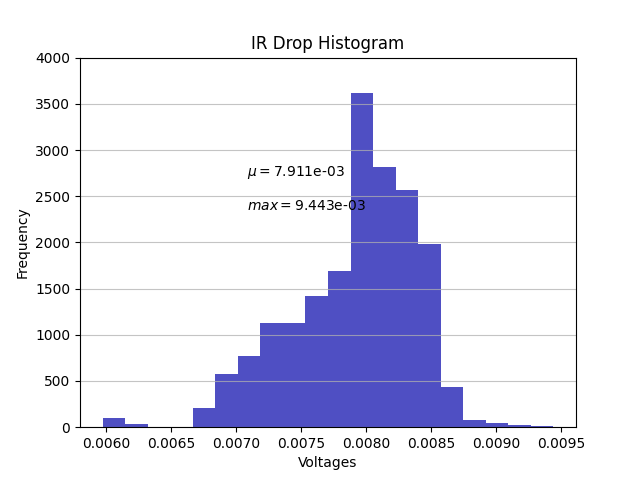 IR Drop Histogram
4000
3500
3000
2500
2000
1500
1000
500
0
Frequency
μ = 7.911e-03
max = 9.443e-03
0.0060 0.0065 0.0070 0.0075 0.0080 0.0085 0.0090 0.0095
Voltages